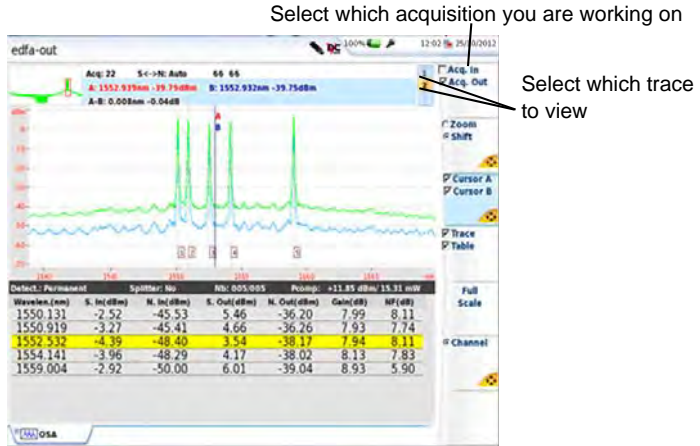 Select which acquisition you are working on
edfa-out
100%
12:02 25/10/2012
Acq: 22 S<->N: Auto 66 66
A: 1552.939nm -39.79dBm B: 1552.932nm -39.75dBm
A-B: 0.008nm -0.04dB
1
2
Acq. In
Acq. Out
Select which trace
to view
dBm
A
B
Zoom
Shift
Cursor A
Cursor B
Trace
Table
1540 1550 1560 nm
Detect.: Permanent Splitter: No Nb: 005/005 Pcomp: +11.85 dBm/ 15.31 mW
Wavelen.(nm) S. In(dBm) N. In(dBm) S. Out(dBm) N. Out(dBm) Gain(dB) NF(dB)
1550.131 -2.52 -45.53 5.46 -36.20 7.99 8.11
1550.919 -3.27 -45.41 4.66 -36.26 7.93 7.74
1552.532 -4.39 -48.40 3.54 -38.17 7.94 8.11
1554.141 -3.96 -48.29 4.17 -38.02 8.13 7.83
1559.004 -2.92 -50.00 6.01 -39.04 8.93 5.90
Full
Scale
Channel
OSA